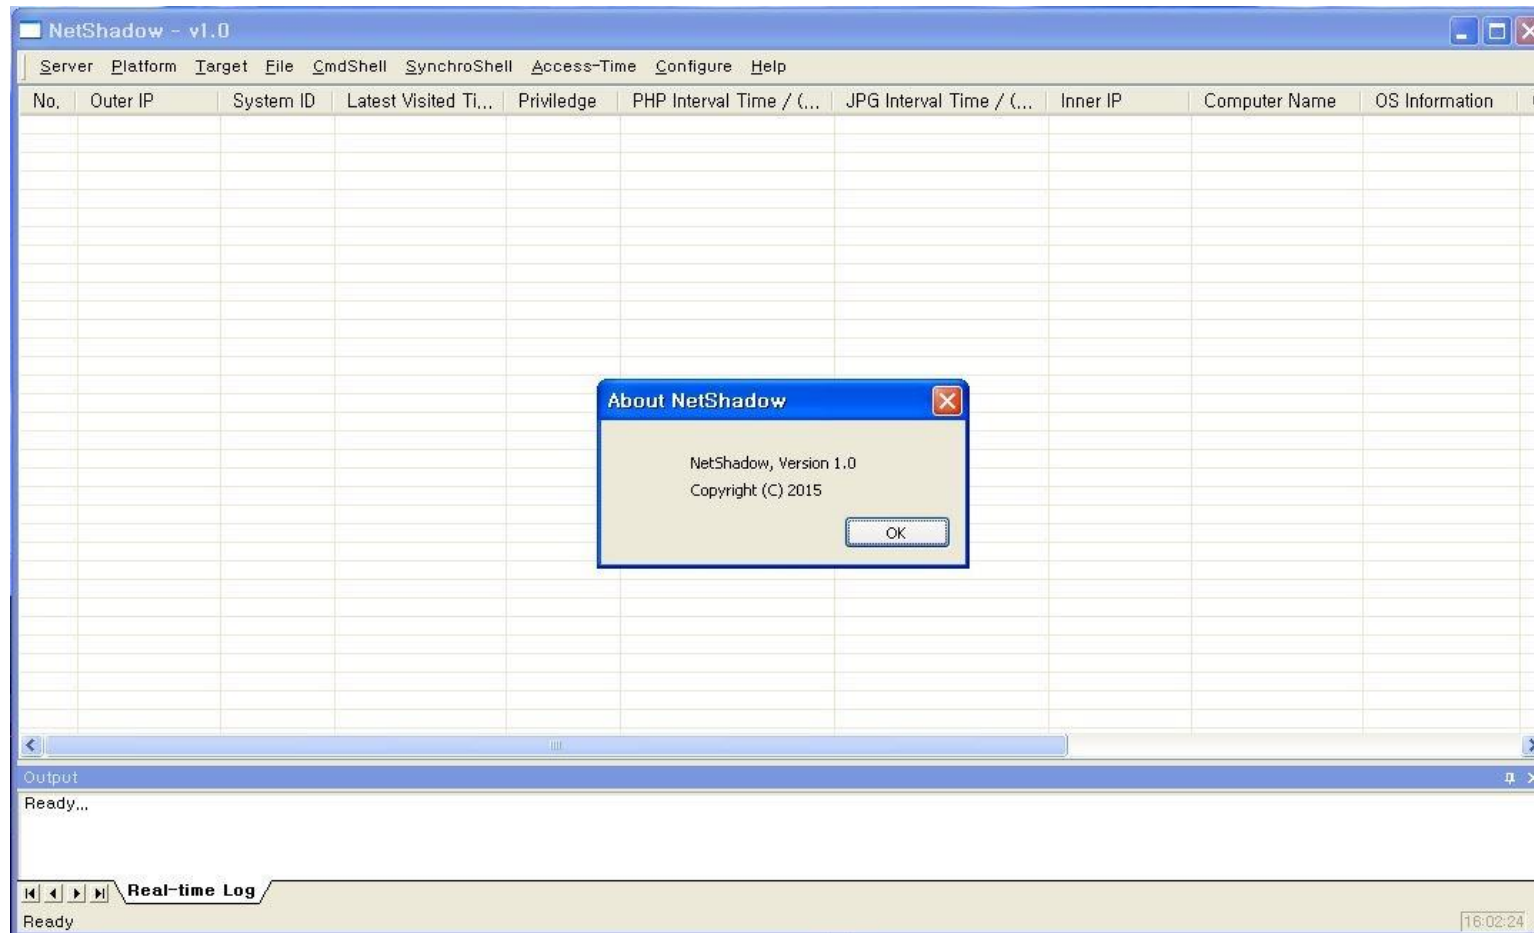 NetShadow - v1.0
Server Platform Target File CmdShell SynchroShell Access-Time Configure Help
No. Outer IP System ID Latest Visited Ti... Priviledge PHP Interval Time / (... JPG Interval Time / (... Inner IP Computer Name OS Information
About NetShadow
NetShadow, Version 1.0
Copyright (C) 2015
OK
Output
Ready...
Real-time Log
Ready
16:02:24